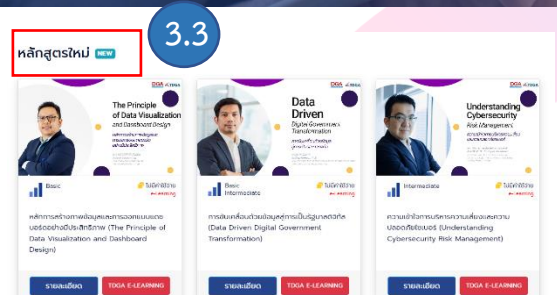 3.3
หลักสูตรใหม่ NEW
The Principle
of Data Visualization
and Dashboard Design
Basic
ไม่มีค่าใช้จ่าย
e-Learning
หลักการสร้างภาพข้อมูลและการออกแบบแดช
บอร์ดอย่างมีประสิทธิภาพ (The Principle of
Data Visualization and Dashboard
Design)
รายละเอียด
TDGA E-LEARNING
Data
Driven
Digital Government
Transformation
Basic
Intermediate
ไม่มีค่าใช้จ่าย
e-Learning
การขับเคลื่อนด้วยข้อมูลสู่การเป็นรัฐบาลดิจิทัล
(Data Driven Digital Government
Transformation)
รายละเอียด
TDGA E-LEARNING
Understanding
Cybersecurity
Risk Management
Intermediate
ไม่มีค่าใช้จ่าย
e-Learning
ความเข้าใจการบริหารความเสี่ยงและความ
ปลอดภัยไซเบอร์ (Understanding
Cybersecurity Risk Management)
รายละเอียด
TDGA E-LEARNING